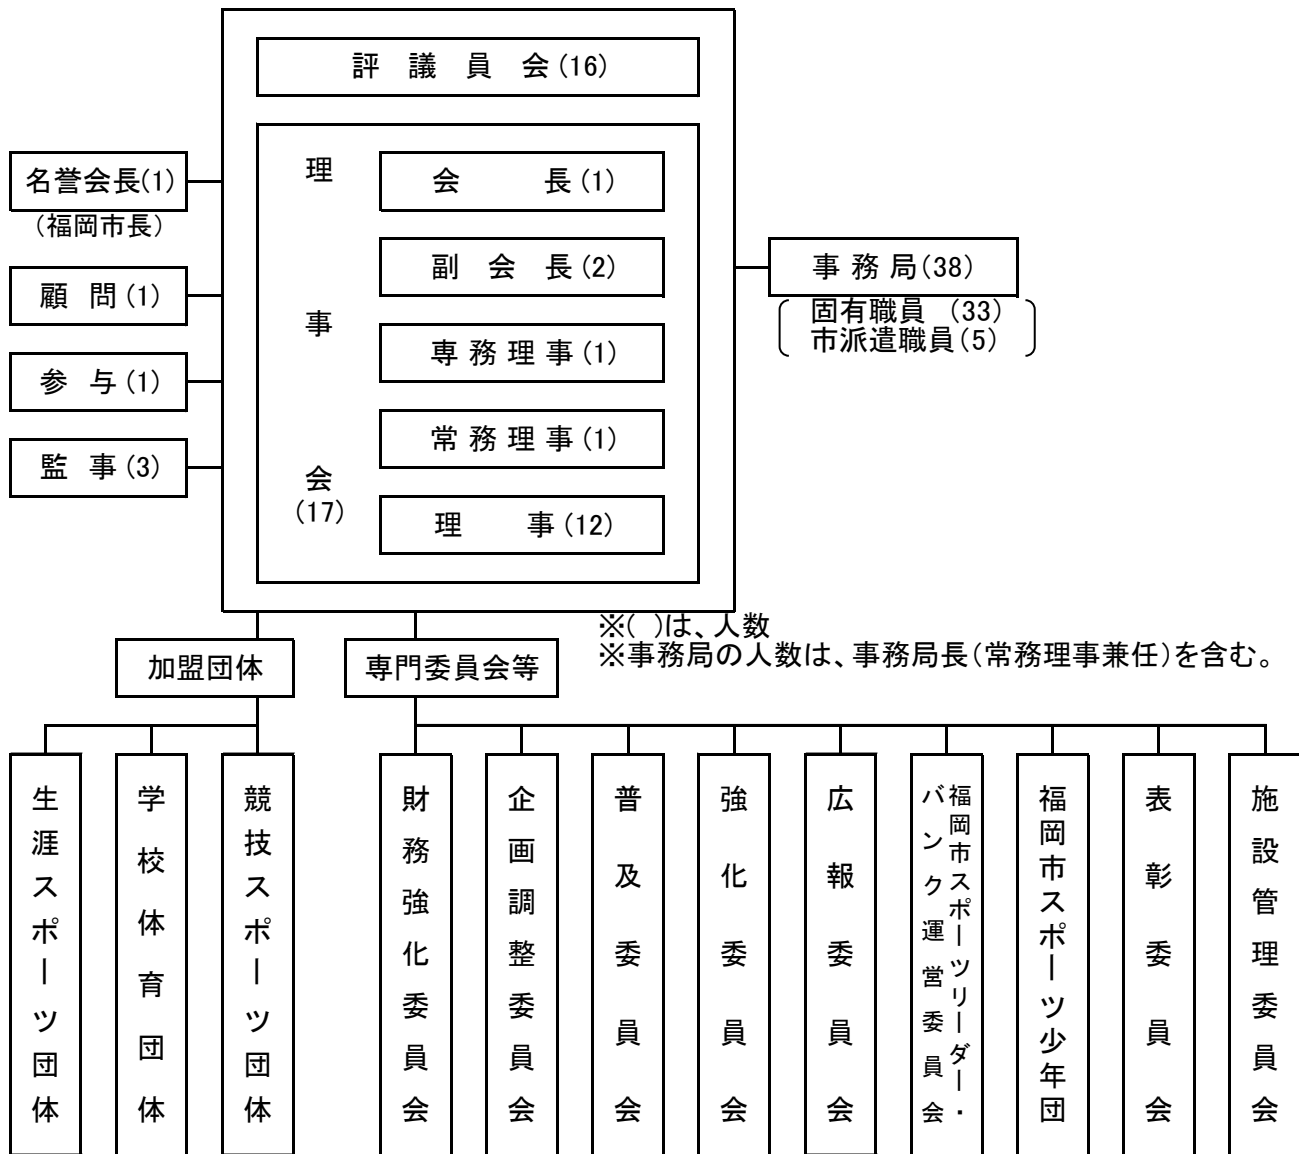 評議員会(16)
理事会
(17)
会長(1)
副会長(2)
専務理事(1)
常務理事(1)
理事(12)
名誉会長(1)
(福岡市長)
顧問(1)
参与(1)
監事(3)
事務局(38)
固有職員 (33)
市派遣職員(5)
※( )は、人数
※事務局の人数は、事務局長(常務理事兼任)を含む。
加盟団体
専門委員会等
生涯スポーツ団体
学校体育団体
競技スポーツ団体
財務強化委員会
企画調整委員会
普及委員会
強化委員会
広報委員会
福岡市スポーツリーダー・
バンク運営委員会
福岡市スポーツ少年団
表彰委員会
施設管理委員会